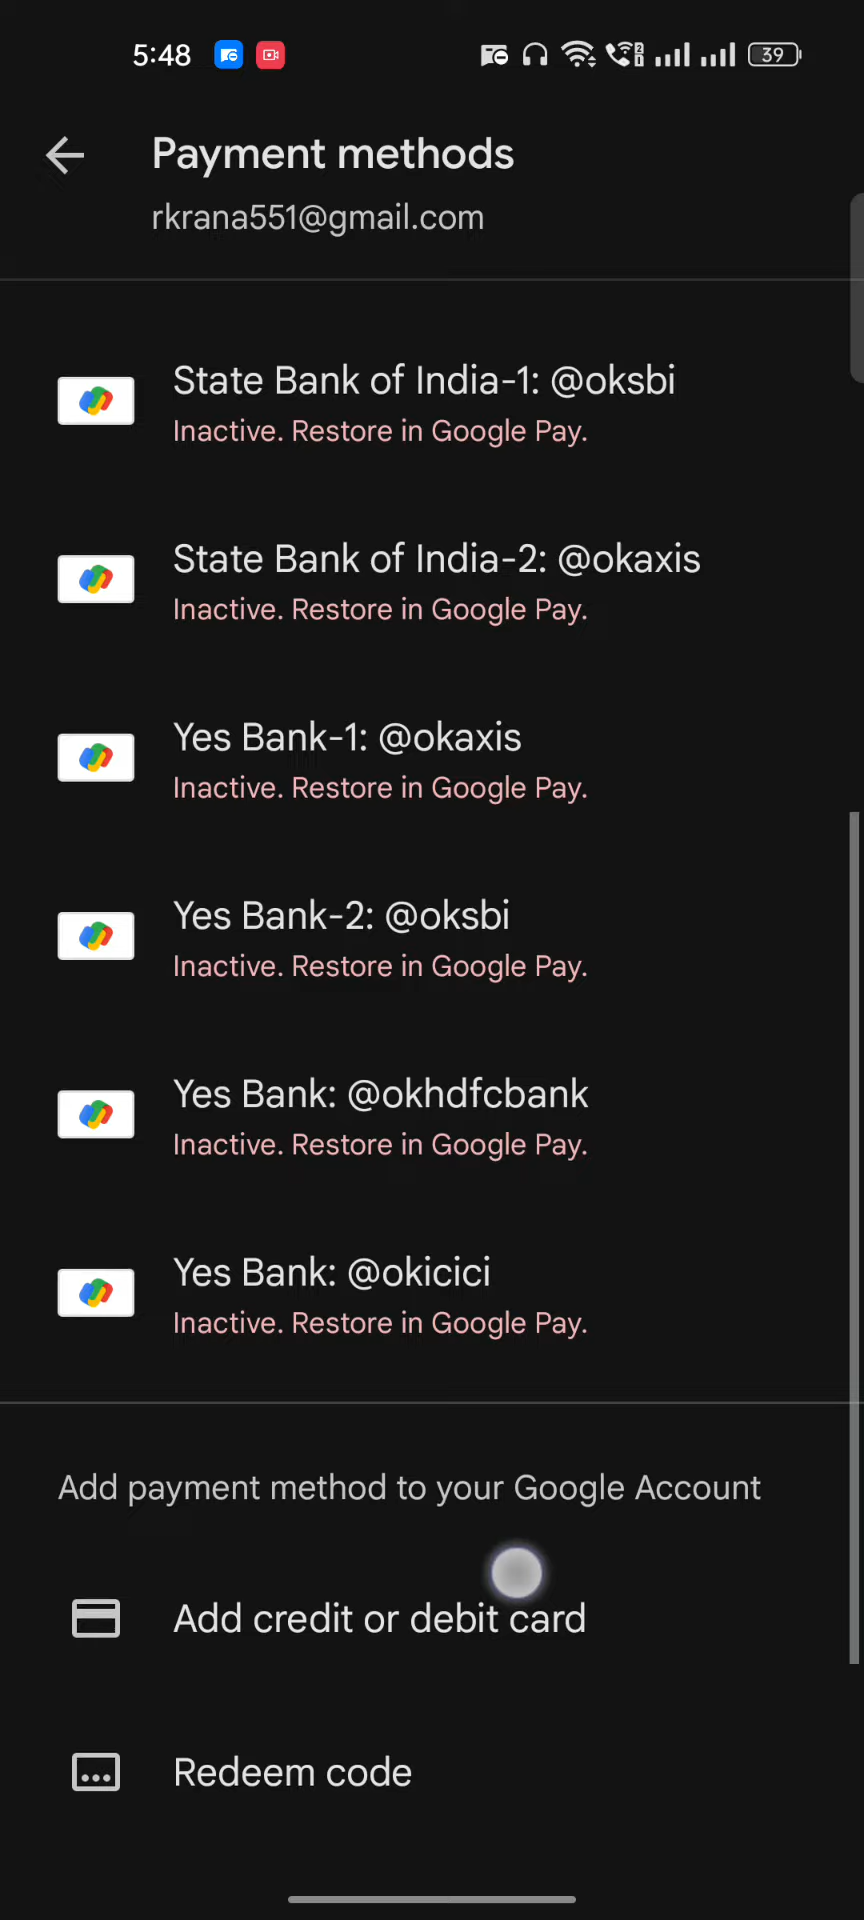 5:48
39
Payment methods
rkrana551@gmail.com
State Bank of India-1: @oksbi
Inactive. Restore in Google Pay.
State Bank of India-2: @okaxis
Inactive. Restore in Google Pay.
Yes Bank-1: @okaxis
Inactive. Restore in Google Pay.
Yes Bank-2: @oksbi
Inactive. Restore in Google Pay.
Yes Bank: @okhdfcbank
Inactive. Restore in Google Pay.
Yes Bank: @okicici
Inactive. Restore in Google Pay.
Add payment method to your Google Account
Add credit or debit card
Redeem code